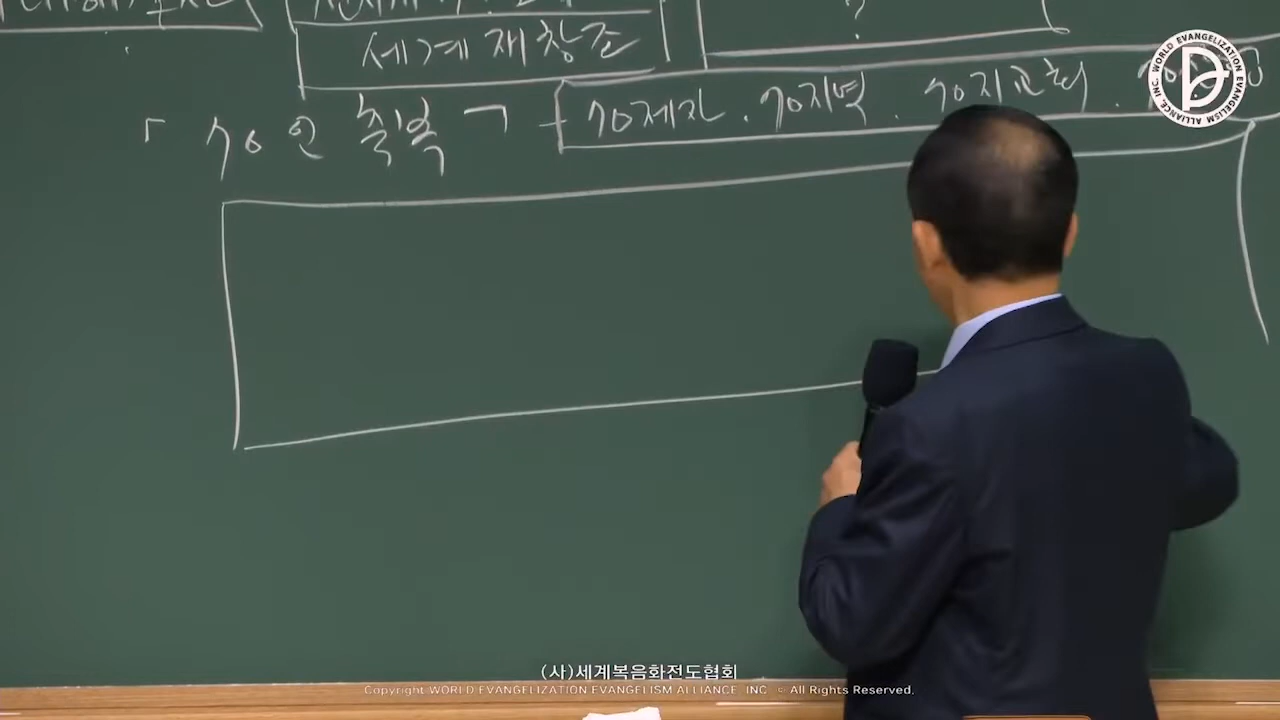 세계 재창조
「 70인 축복 ㄱ 70제자 . 70지역 . 70지교회 .
WORLD EVANGELIZATION EVANGELISM ALLIANCE, INC.
(사)세계복음화전도협회
Copyright WORLD EVANGELIZATION EVANGELISM ALLIANCE. INC. © All Rights Reserved.